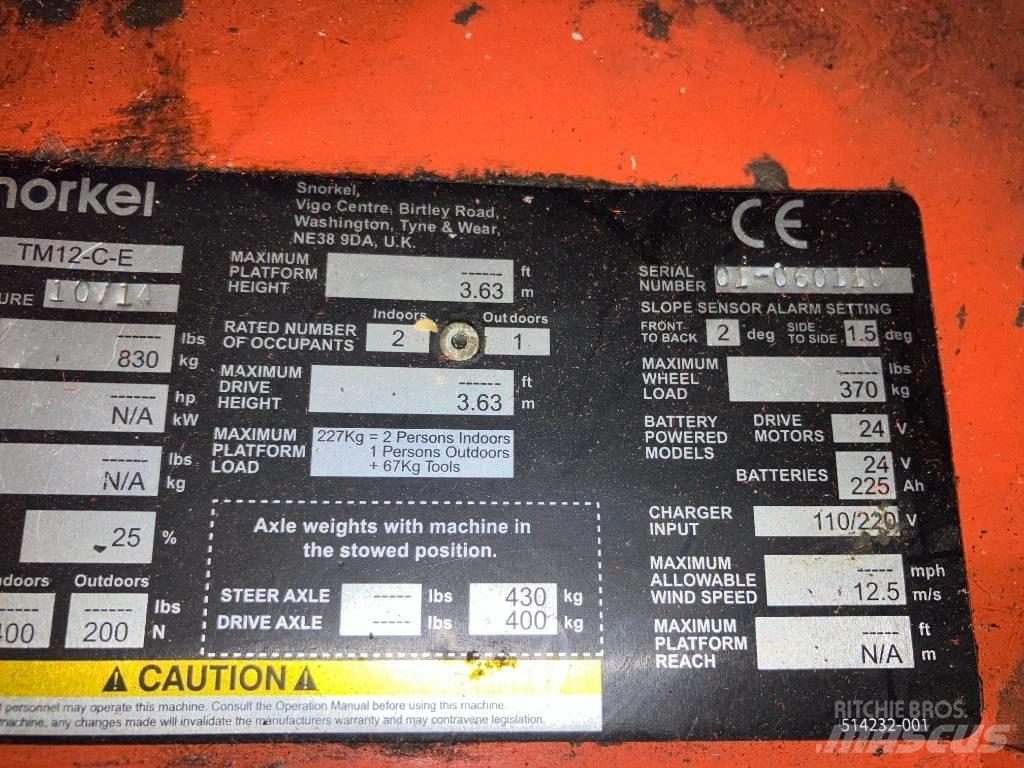 norkel
TM12-C-E
URE 10/14
----- lbs
830 kg
----- hp
N/A kW
----- lbs
N/A kg
25 %
doors Outdoors
----- ----- lbs
400 200 N
Snorkel,
Vigo Centre, Birtley Road,
Washington, Tyne & Wear,
NE38 9DA, U.K.
MAXIMUM
PLATFORM
HEIGHT
------ ft
3.63 m
RATED NUMBER
OF OCCUPANTS
Indoors Outdoors
2 1
MAXIMUM
DRIVE
HEIGHT
------ ft
3.63 m
MAXIMUM
PLATFORM
LOAD
227Kg = 2 Persons Indoors
1 Persons Outdoors
+ 67Kg Tools
Axle weights with machine in
the stowed position.
STEER AXLE ----- lbs 430 kg
DRIVE AXLE ----- lbs 400 kg
CE
SERIAL
NUMBER
01-060110
SLOPE SENSOR ALARM SETTING
FRONT
TO BACK
2 deg
SIDE
TO SIDE
1.5 deg
MAXIMUM
WHEEL
LOAD
----- lbs
370 kg
BATTERY
POWERED
MODELS
DRIVE
MOTORS
24 V
BATTERIES
24 V
225 Ah
CHARGER
INPUT
110/220 V
MAXIMUM
ALLOWABLE
WIND SPEED
----- mph
12.5 m/s
MAXIMUM
PLATFORM
REACH
----- ft
N/A m
CAUTION
personnel may operate this machine. Consult the Operation Manual before using this machine.
machine, any changes made will invalidate the manufacturers warranty and may contravene legislation.
514232-001
RITCHIE BROS.
MASCUS